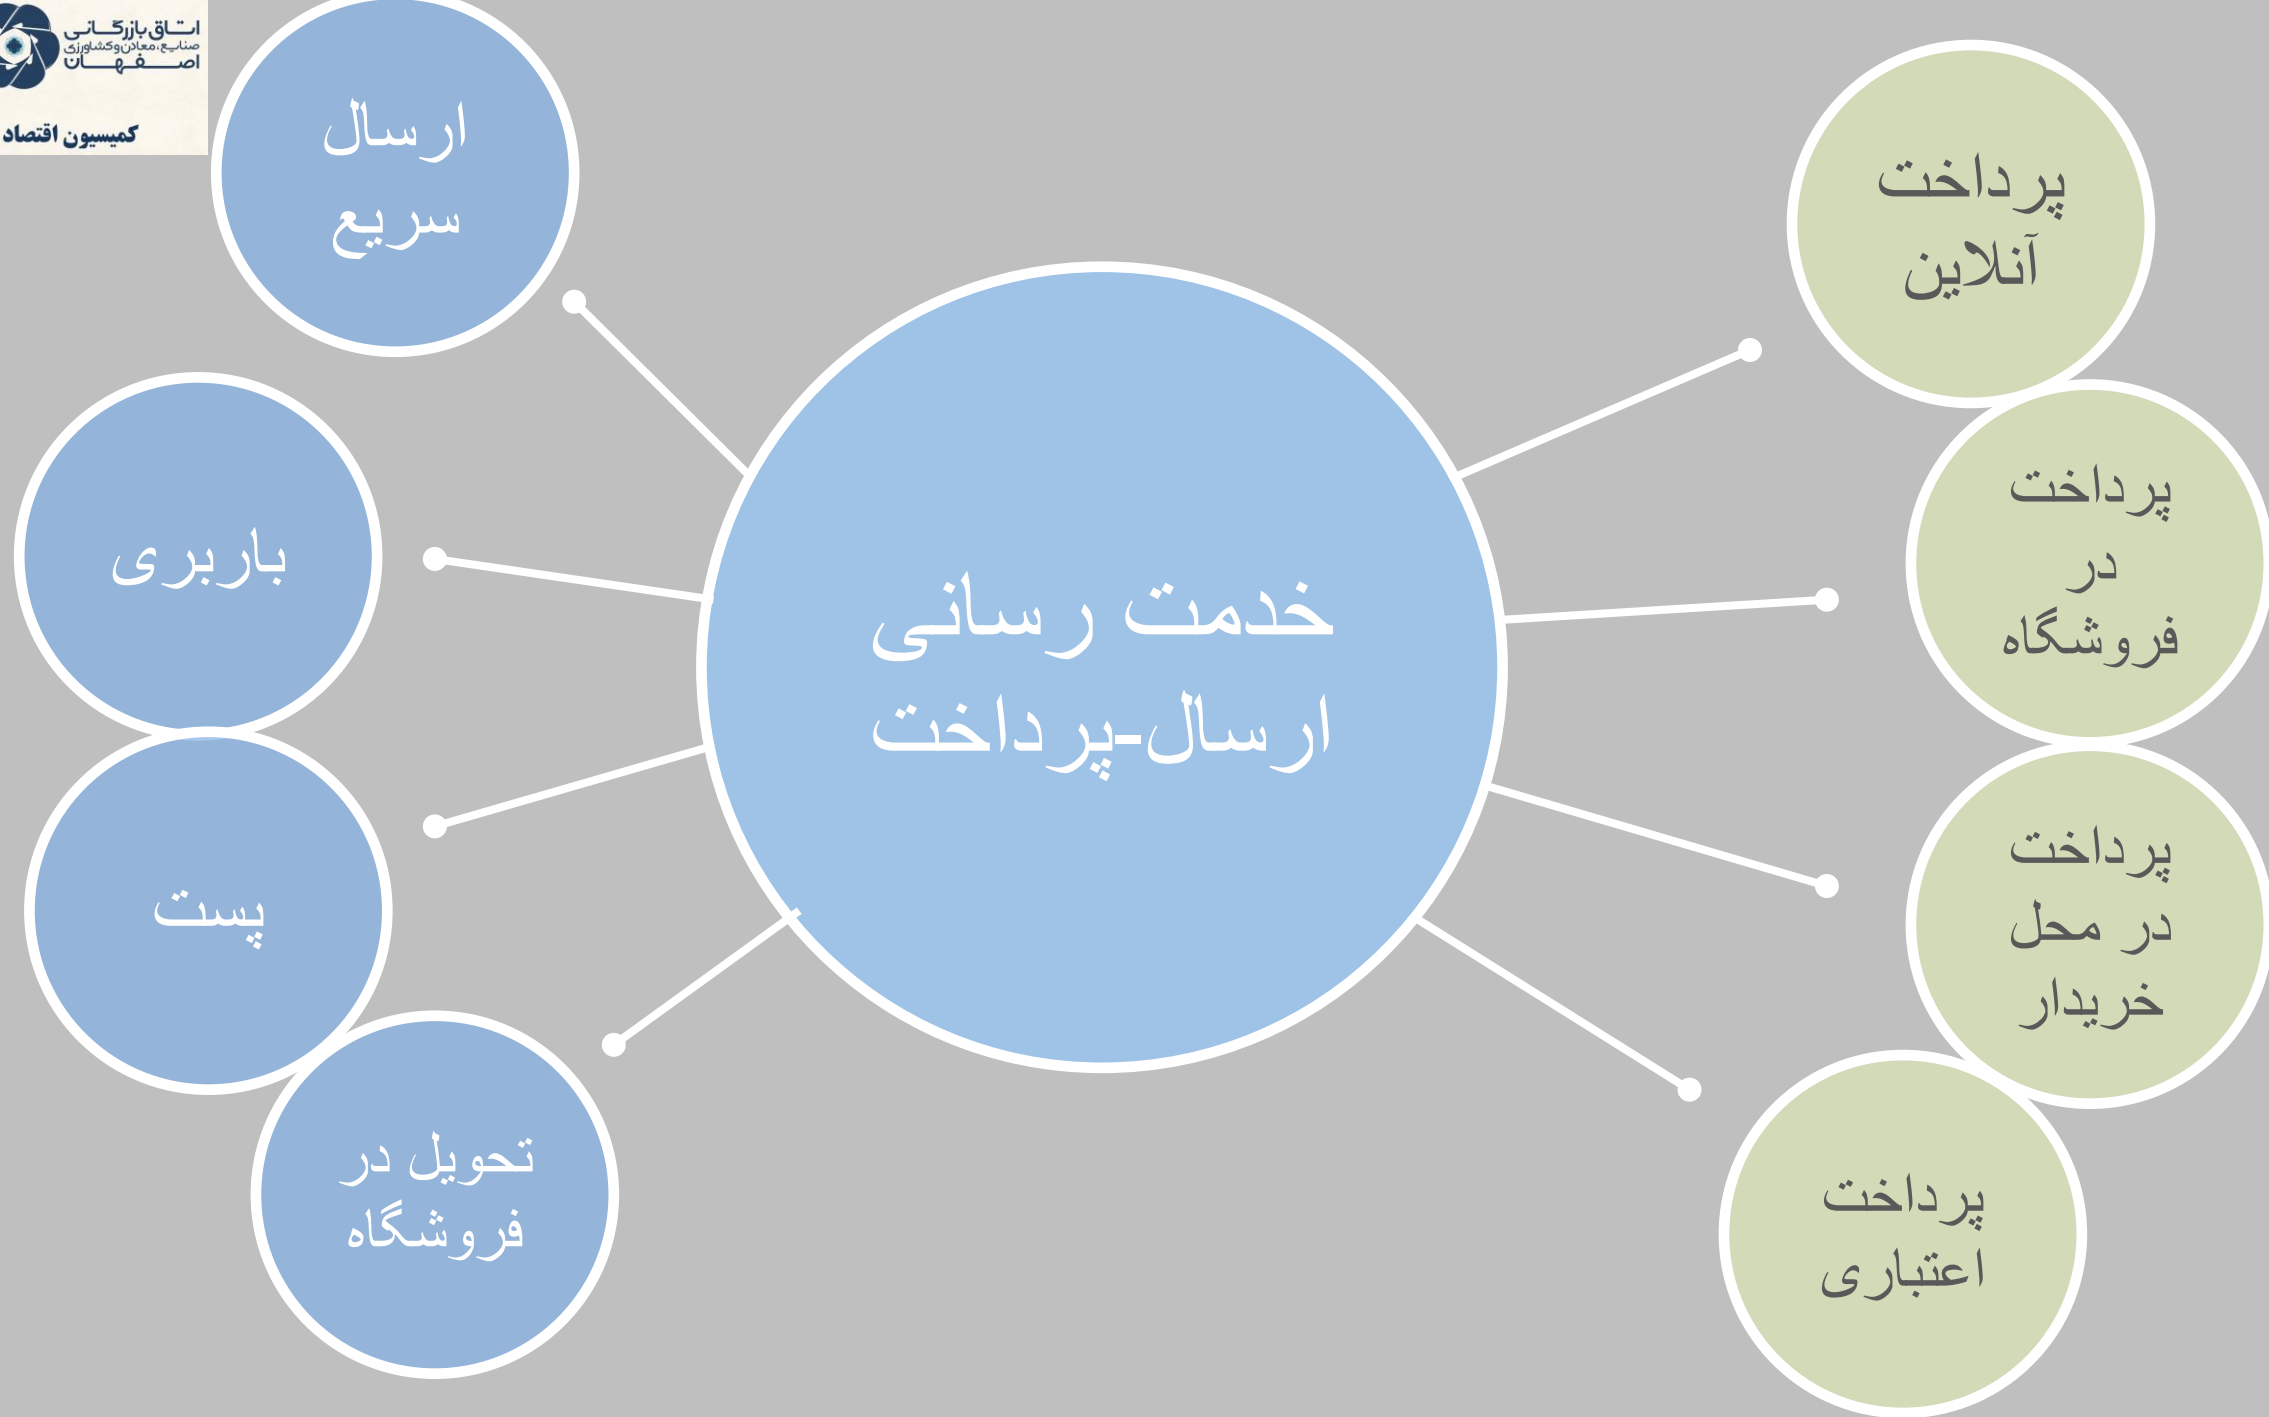 اتاق بازرگانی
صنایع، معادن و کشاورزی
اصفهان
کمیسیون اقتصاد
ارسال
سریع
باربری
پست
تحویل در
فروشگاه
خدمت رسانی
ارسال-پرداخت
پرداخت
آنلاین
پرداخت
در
فروشگاه
پرداخت
در محل
خریدار
پرداخت
اعتباری